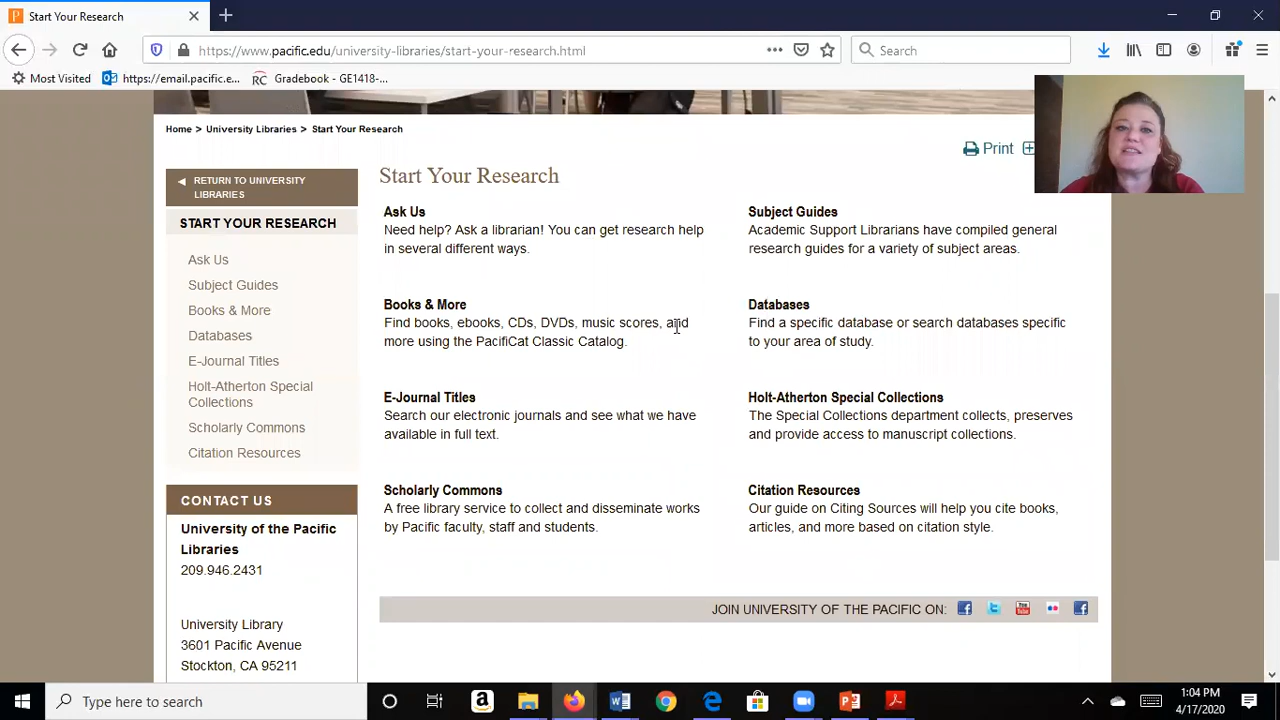 Start Your Research
https://www.pacific.edu/university-libraries/start-your-research.html
Search
Most Visited
https://email.pacific.e...
RC
Gradebook - GE1418-...
Home > University Libraries > Start Your Research
Print
RETURN TO UNIVERSITY
LIBRARIES
START YOUR RESEARCH
Ask Us
Subject Guides
Books & More
Databases
E-Journal Titles
Holt-Atherton Special
Collections
Scholarly Commons
Citation Resources
CONTACT US
University of the Pacific
Libraries
209.946.2431
University Library
3601 Pacific Avenue
Stockton, CA 95211
Start Your Research
Ask Us
Need help? Ask a librarian! You can get research help
in several different ways.
Subject Guides
Academic Support Librarians have compiled general
research guides for a variety of subject areas.
Books & More
Find books, ebooks, CDs, DVDs, music scores, and
more using the PacifiCat Classic Catalog.
Databases
Find a specific database or search databases specific
to your area of study.
E-Journal Titles
Search our electronic journals and see what we have
available in full text.
Holt-Atherton Special Collections
The Special Collections department collects, preserves
and provide access to manuscript collections.
Scholarly Commons
A free library service to collect and disseminate works
by Pacific faculty, staff and students.
Citation Resources
Our guide on Citing Sources will help you cite books,
articles, and more based on citation style.
JOIN UNIVERSITY OF THE PACIFIC ON:
Type here to search
1:04 PM
4/17/2020